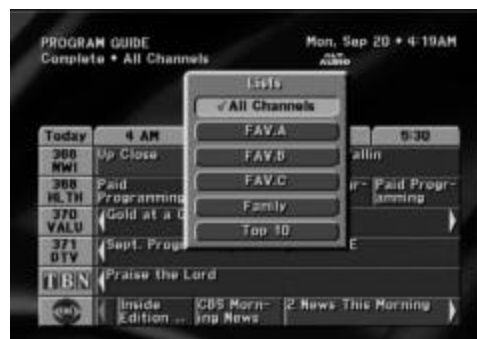 PROGRAM GUIDE
Mon, Sep 20 • 4:19AM
Complete • All Channels
ALT AUDIO
Lists
✓All Channels
FAV.A
FAV.B
FAV.C
Family
Top 10
Today
4 AM
5:30
366
NWI
Up Close
allin
368
HLTH
Paid
Programming
Paid Progr-
amming
370
VALU
Gold at a
371
DTV
Sept. Prog
E
TBN
Praise the Lord
Inside
Edition ..
CBS Morn-
ing News
2 News This Morning